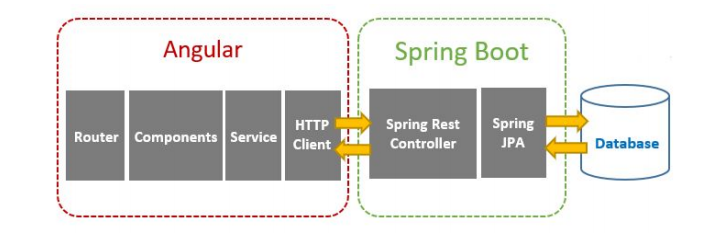 Angular
Spring Boot
Router
Components
Service
HTTP
Client
Spring Rest
Controller
Spring
JPA
Database